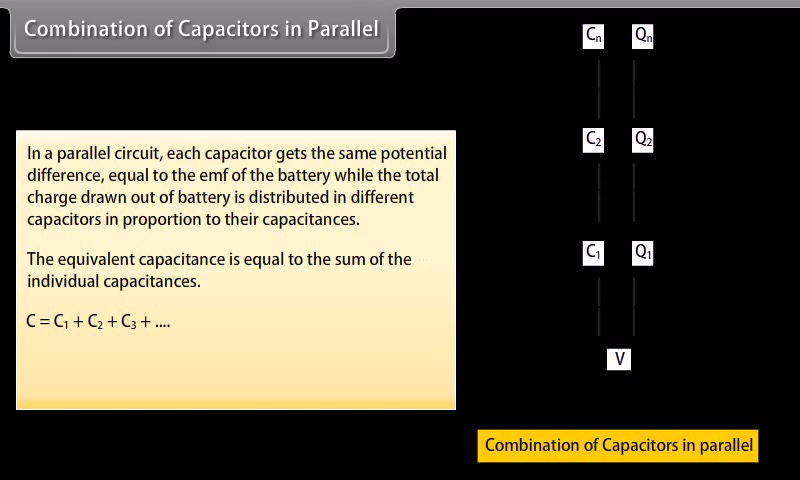 Combination of Capacitors in Parallel
Cn Qn
In a parallel circuit, each capacitor gets the same potential
difference, equal to the emf of the battery while the total
charge drawn out of battery is distributed in different
capacitors in proportion to their capacitances.
The equivalent capacitance is equal to the sum of the
individual capacitances.
C = C₁ + C₂ + C₃ + ....
C₂ Q₂
C₁ Q₁
V
Combination of Capacitors in parallel